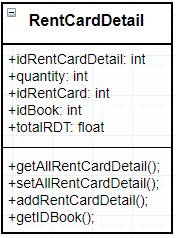 RentCardDetail
+idRentCardDetail: int
+quantity: int
+idRentCard: int
+idBook: int
+totalRDT: float
+getAllRentCardDetail();
+setAllRentCardDetail();
+addRentCardDetail();
+getIDBook();